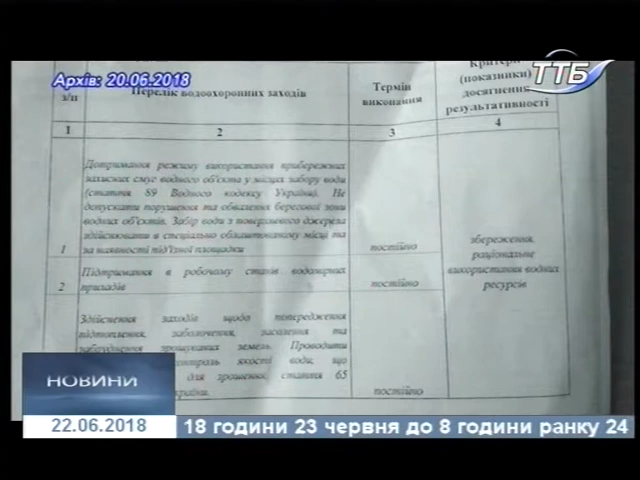 Архів: 20.06.2018
ТТБ
з/п
Перелік водоохоронних заходів
Термін
виконання
Критерії
(показники)
досягнення
результативності
1
2
3
4
Дотримання режиму використання прибережних
захисних смуг водного об'єкта у місцях забору води
(стаття 89 Водного кодексу України). Не
допускати порушення та обвалення берегової зони
водних об'єктів. Забір води з поверхневого джерела
здійснювати в спеціально облаштованому місці та
за наявності під'їзної площадки
1
постійно
збереження,
раціональне
використання водних
ресурсів
Підтримання в робочому стані водомірних
приладів
2
постійно
Здійснення заходів щодо попередження
підтоплення, заболочення, засолення та
забруднення зрошуваних земель. Проводити
контроль якості води, що
для зрошення, стаття 65
постійно
НОВИНИ
22.06.2018
18 години 23 червня до 8 години ранку 24